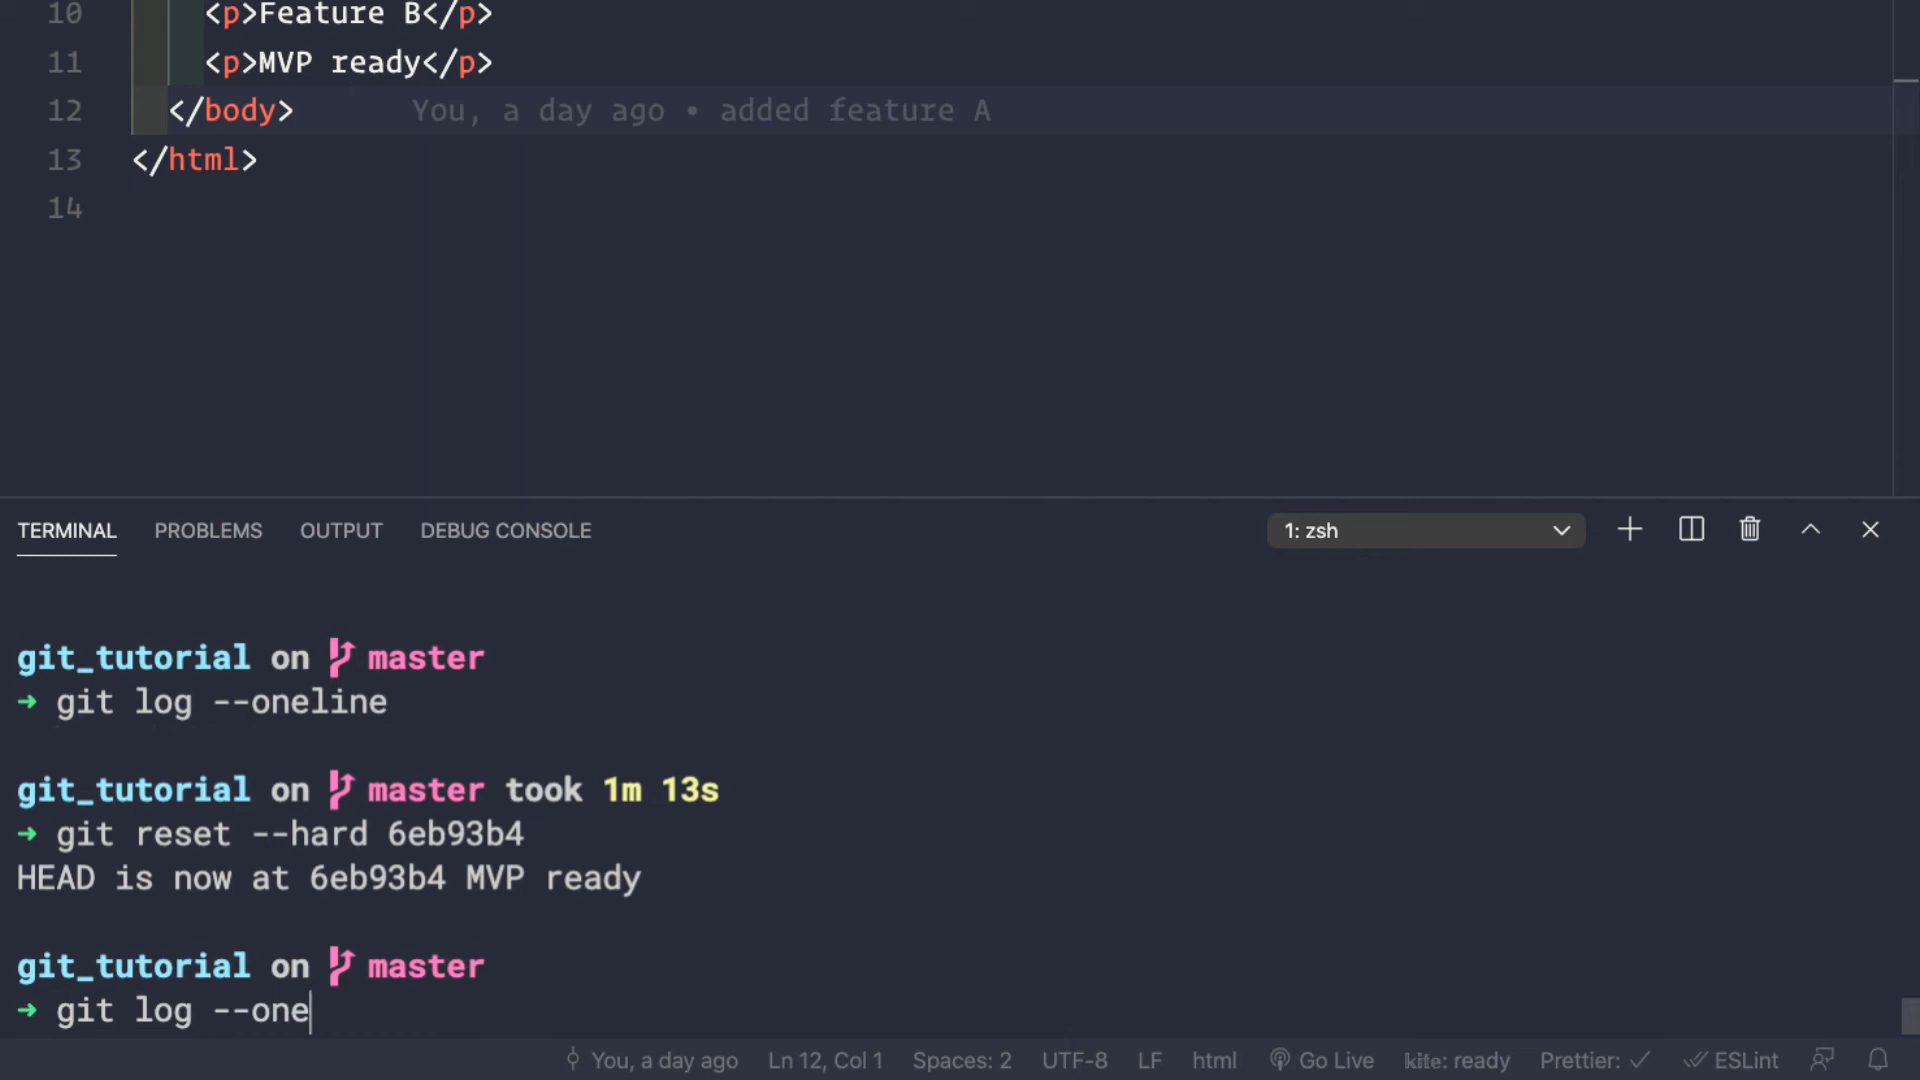 10 <p>Feature B</p>
11 <p>MVP ready</p>
12 </body> You, a day ago • added feature A
13 </html>
14
TERMINAL PROBLEMS OUTPUT DEBUG CONSOLE 1: zsh
git_tutorial on master
➜ git log --oneline
git_tutorial on master took 1m 13s
➜ git reset --hard 6eb93b4
HEAD is now at 6eb93b4 MVP ready
git_tutorial on master
➜ git log --one
You, a day ago Ln 12, Col 1 Spaces: 2 UTF-8 LF html Go Live kite: ready Prettier: ✓ ESLint